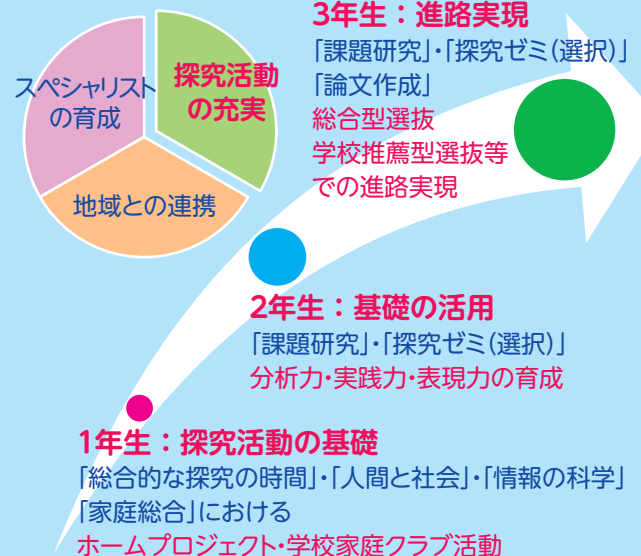 スペシャリスト
の育成
探究活動
の充実
地域との連携
3年生：進路実現
「課題研究」・「探究ゼミ(選択)」
「論文作成」
総合型選抜
学校推薦型選抜等
での進路実現
2年生：基礎の活用
「課題研究」・「探究ゼミ(選択)」
分析力・実践力・表現力の育成
1年生：探究活動の基礎
「総合的な探究の時間」・「人間と社会」・「情報の科学」
「家庭総合」における
ホームプロジェクト・学校家庭クラブ活動